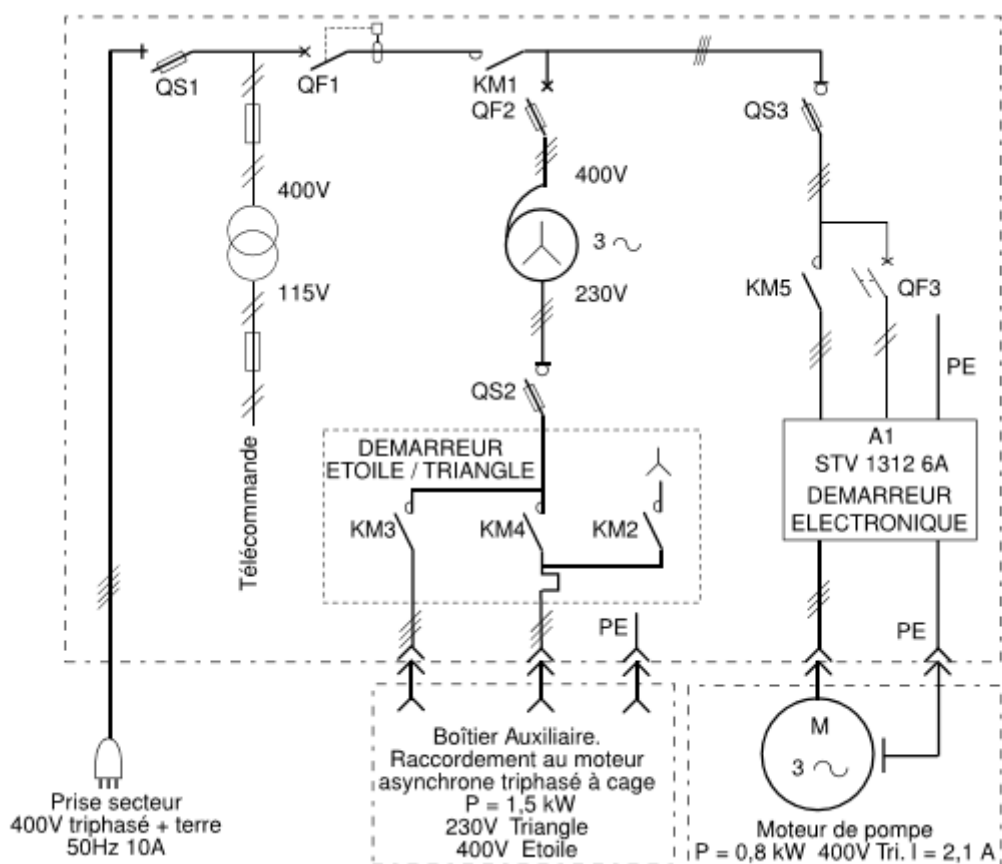 QS1
QF1
KM1
QF2
QS3
400V
400V
3
115V
230V
KM5
QF3
PE
QS2
Télécommande
DEMARREUR
ETOILE / TRIANGLE
KM3
KM4
KM2
A1
STV 1312 6A
DEMARREUR
ELECTRONIQUE
PE
PE
Prise secteur
400V triphasé + terre
50Hz 10A
Boîtier Auxiliaire.
Raccordement au moteur
asynchrone triphasé à cage
P = 1,5 kW
230V Triangle
400V Etoile
M
3
Moteur de pompe
P = 0,8 kW 400V Tri. I = 2,1 A